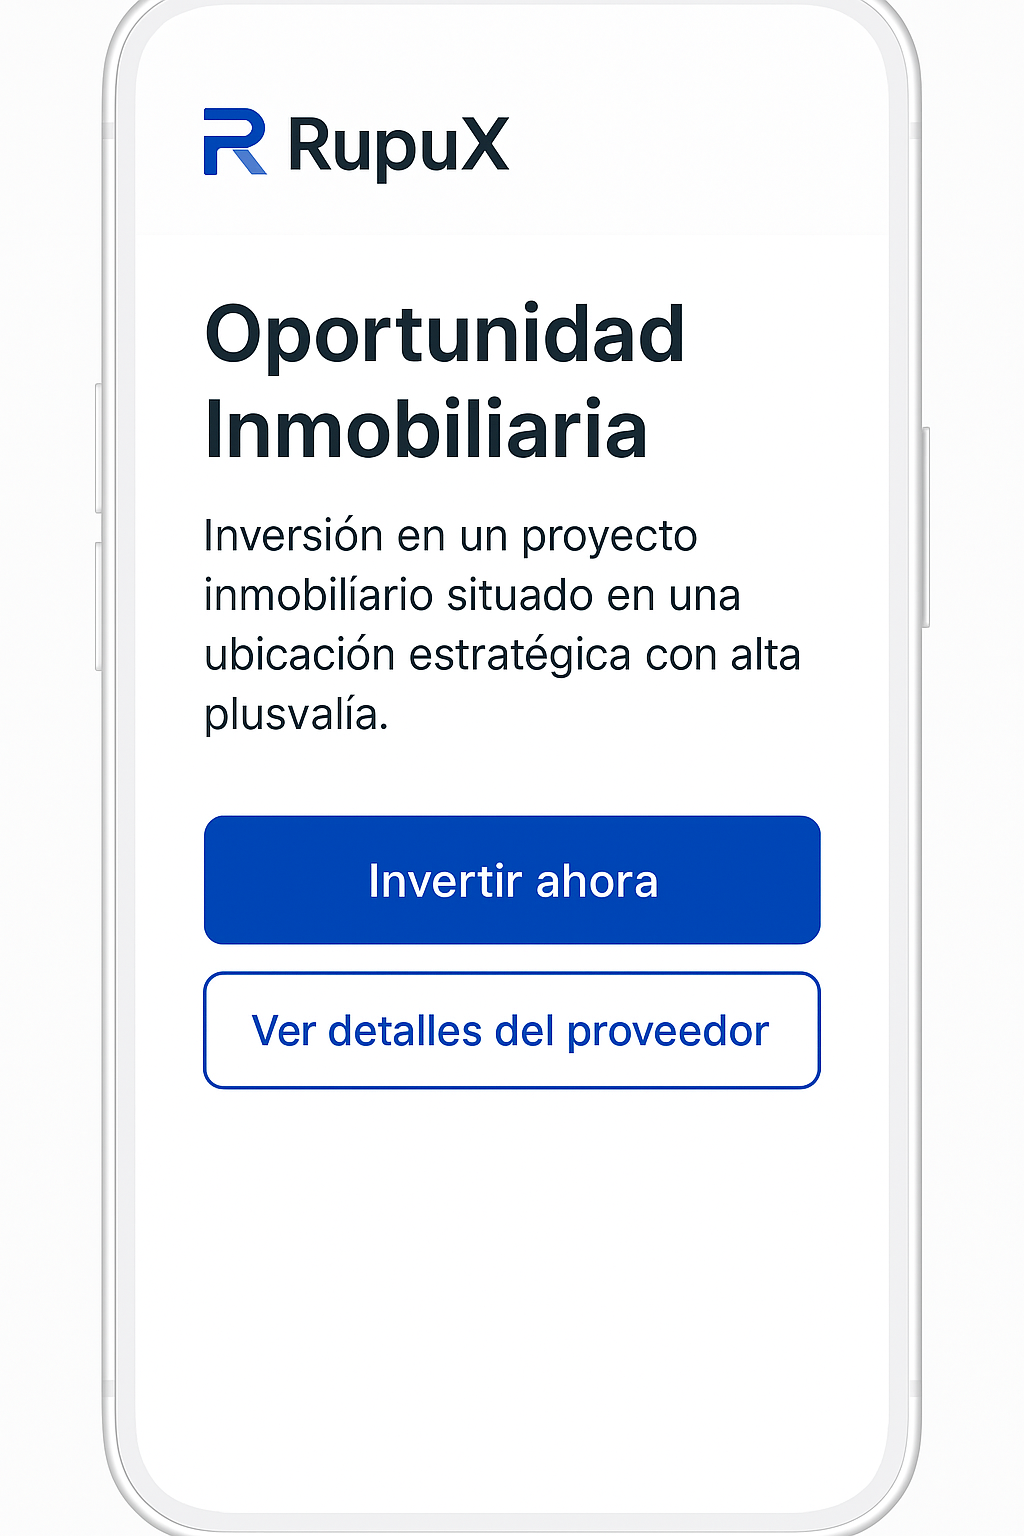 RupuX
Oportunidad
Inmobiliaria
Inversión en un proyecto
inmobilíario situado en una
ubicación estratégica con alta
plusvalía.
Invertir ahora
Ver detalles del proveedor